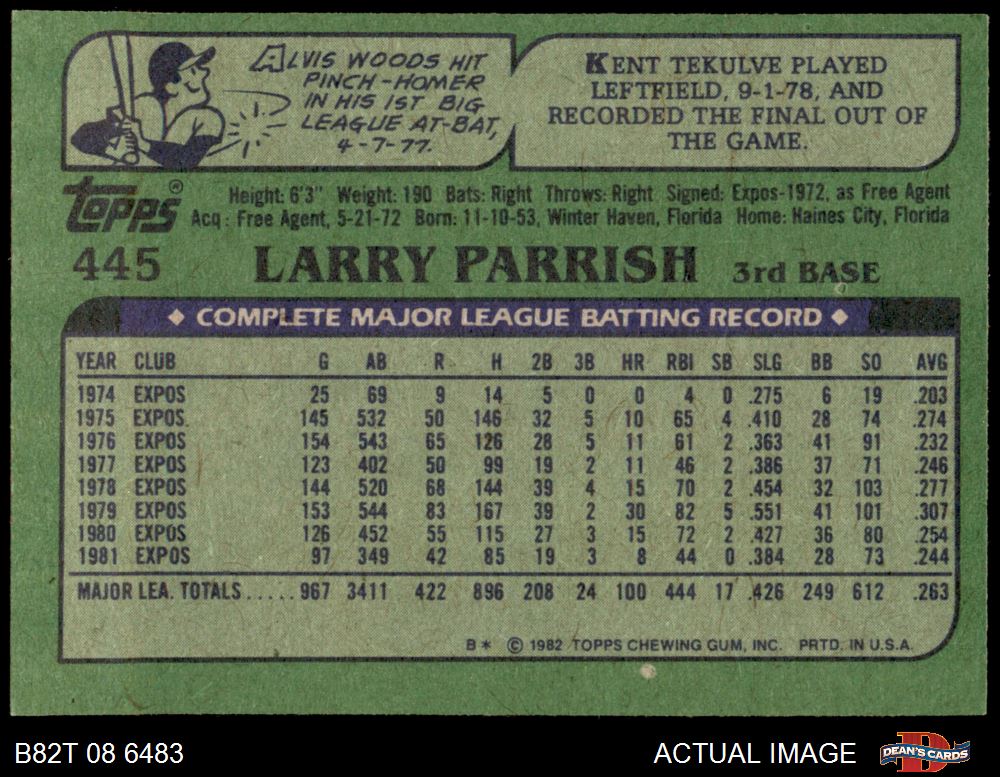 ALVIS WOODS HIT
PINCH-HOMER
IN HIS 1ST BIG
LEAGUE AT-BAT,
4-7-77.
KENT TEKULVE PLAYED
LEFTFIELD, 9-1-78, AND
RECORDED THE FINAL OUT OF
THE GAME.
topps®
Height: 6'3" Weight: 190 Bats: Right Throws: Right Signed: Expos-1972, as Free Agent
Acq: Free Agent, 5-21-72 Born: 11-10-53, Winter Haven, Florida Home: Haines City, Florida
445 LARRY PARRISH 3rd BASE
◆ COMPLETE MAJOR LEAGUE BATTING RECORD ◆
YEAR CLUB G AB R H 2B 3B HR RBI SB SLG BB SO AVG
1974 EXPOS 25 69 9 14 5 0 0 4 0 .275 6 19 .203
1975 EXPOS 145 532 50 146 32 5 10 65 4 .410 28 74 .274
1976 EXPOS 154 543 65 126 28 5 11 61 2 .363 41 91 .232
1977 EXPOS 123 402 50 99 19 2 11 46 2 .386 37 71 .246
1978 EXPOS 144 520 68 144 39 4 15 70 2 .454 32 103 .277
1979 EXPOS 153 544 83 167 39 2 30 82 5 .551 41 101 .307
1980 EXPOS 126 452 55 115 27 3 15 72 2 .427 36 80 .254
1981 EXPOS 97 349 42 85 19 3 8 44 0 .384 28 73 .244
MAJOR LEA. TOTALS ..... 967 3411 422 896 208 24 100 444 17 .426 249 612 .263
B* © 1982 TOPPS CHEWING GUM, INC. PRTD. IN U.S.A.
B82T 08 6483 ACTUAL IMAGE DEAN'S CARDS